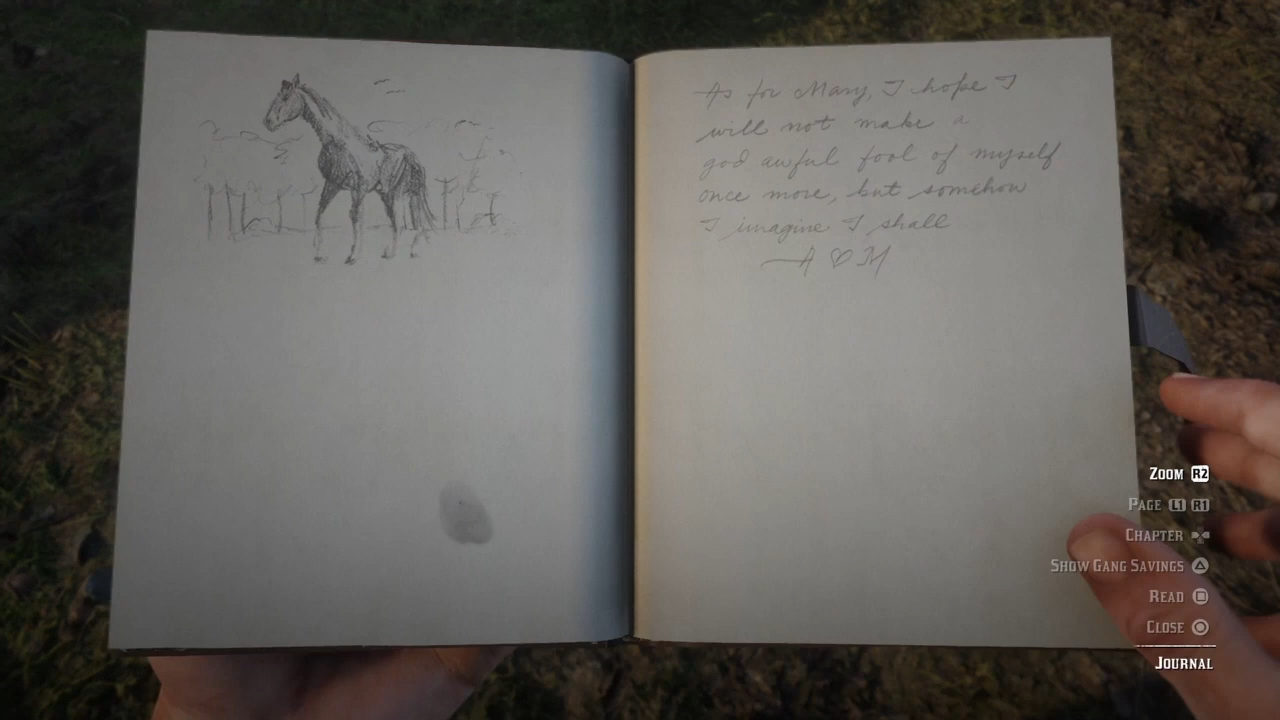 As for Mary, I hope I
will not make a
god awful fool of myself
once more, but somehow
I imagine I shall
A ♡ M
Zoom R2
Page L1 R1
Chapter
Show Gang Savings
Read
Close
Journal